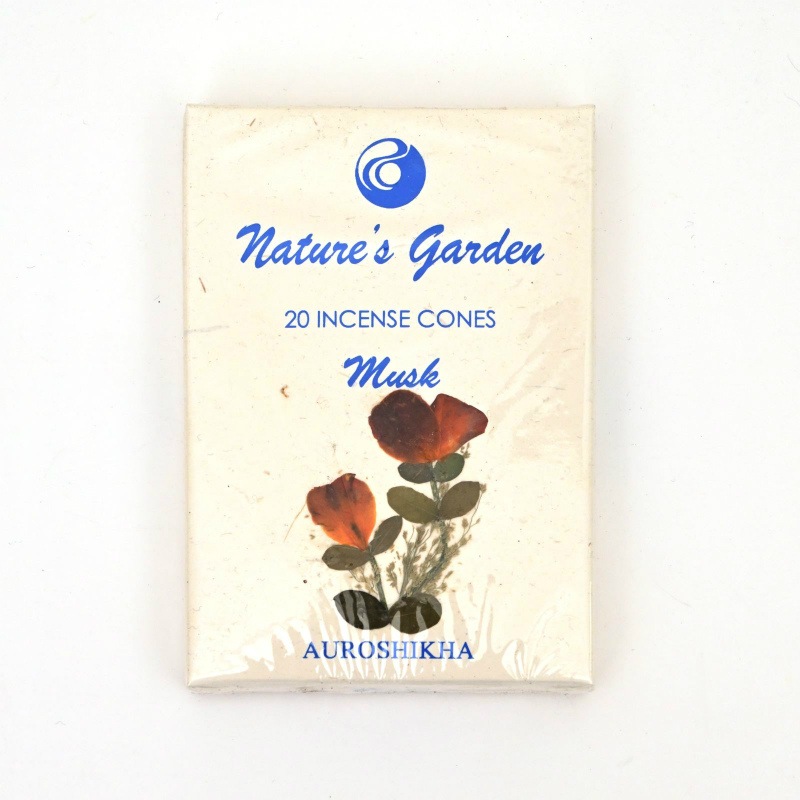 Nature's Garden
20 INCENSE CONES
Musk
AUROSHIKHA